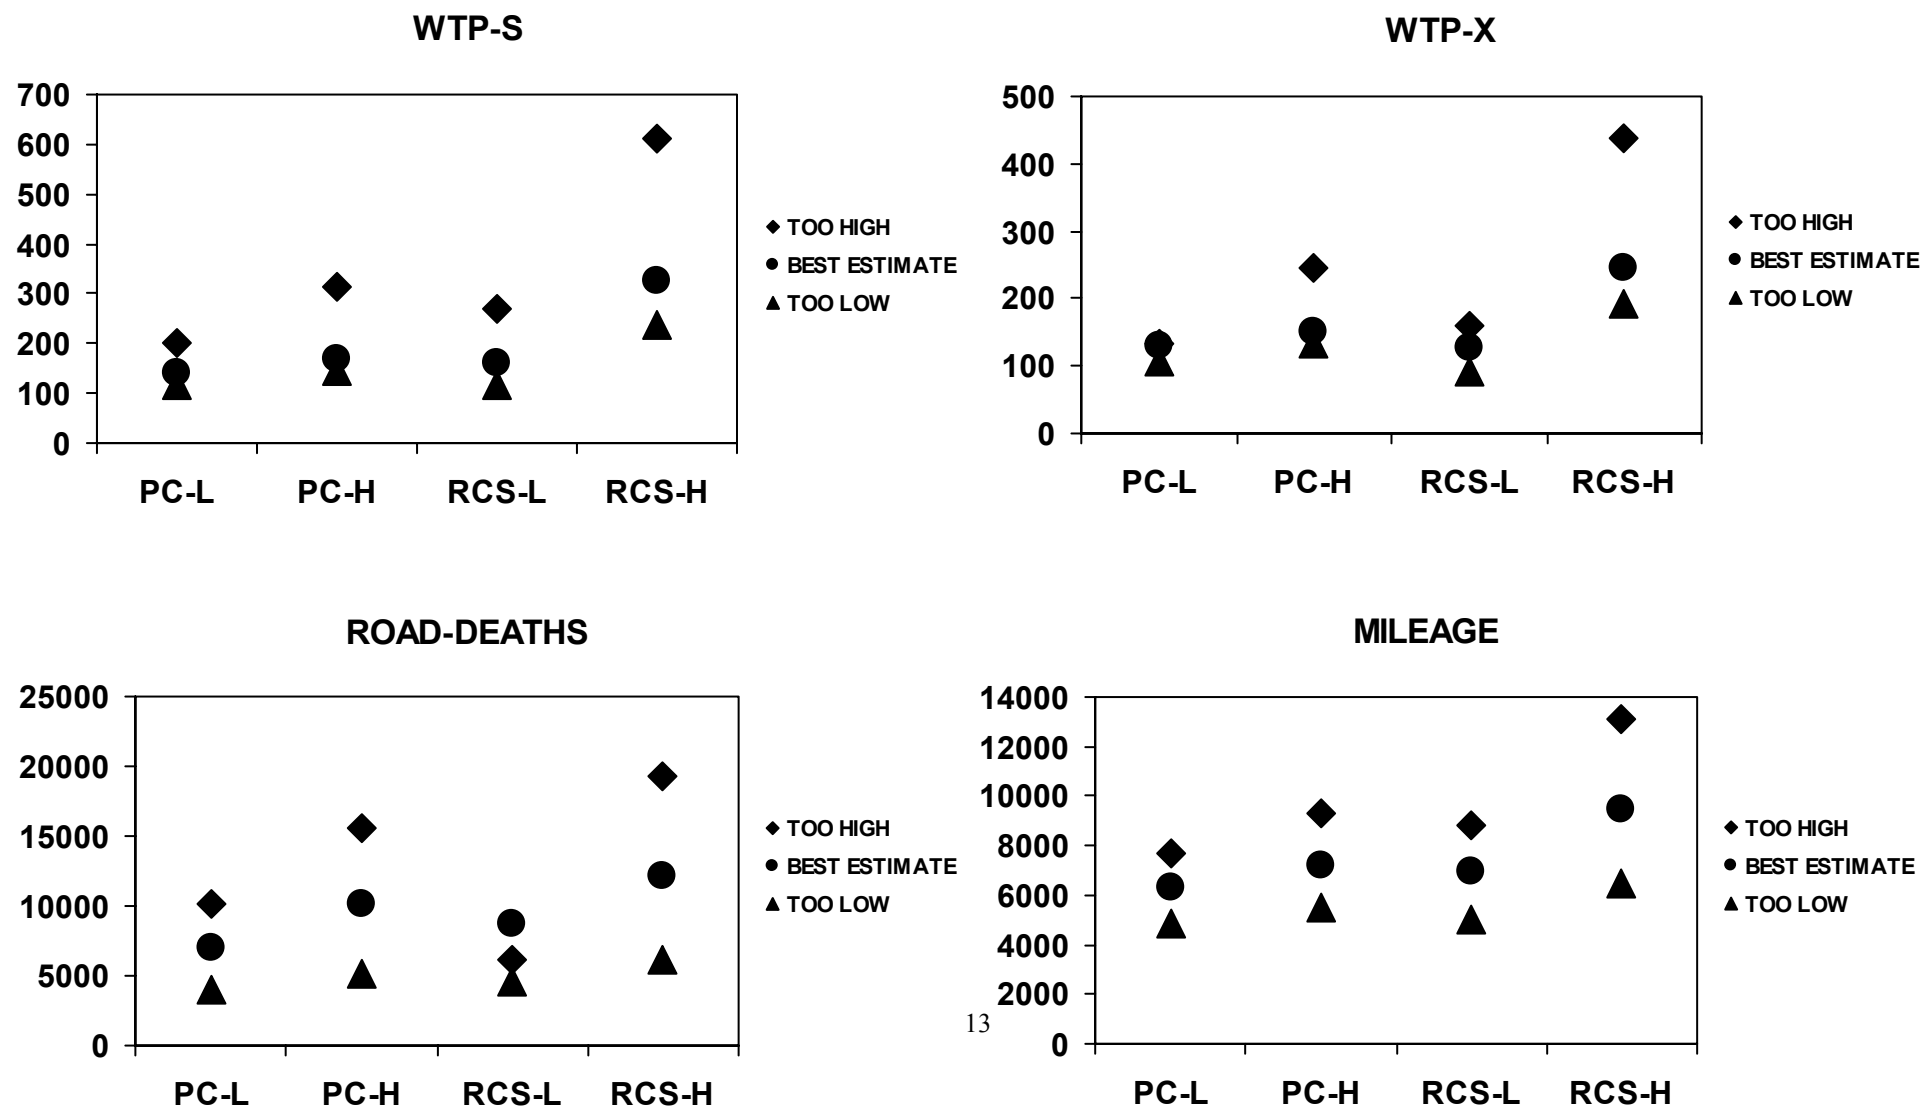 WTP-S
700
600
500
400
300
200
100
0
PC-L PC-H RCS-L RCS-H
TOO HIGH
BEST ESTIMATE
TOO LOW
WTP-X
500
400
300
200
100
0
PC-L PC-H RCS-L RCS-H
TOO HIGH
BEST ESTIMATE
TOO LOW
ROAD-DEATHS
25000
20000
15000
10000
5000
0
PC-L PC-H RCS-L RCS-H
TOO HIGH
BEST ESTIMATE
TOO LOW
MILEAGE
14000
12000
10000
8000
6000
4000
2000
0
PC-L PC-H RCS-L RCS-H
TOO HIGH
BEST ESTIMATE
TOO LOW
13